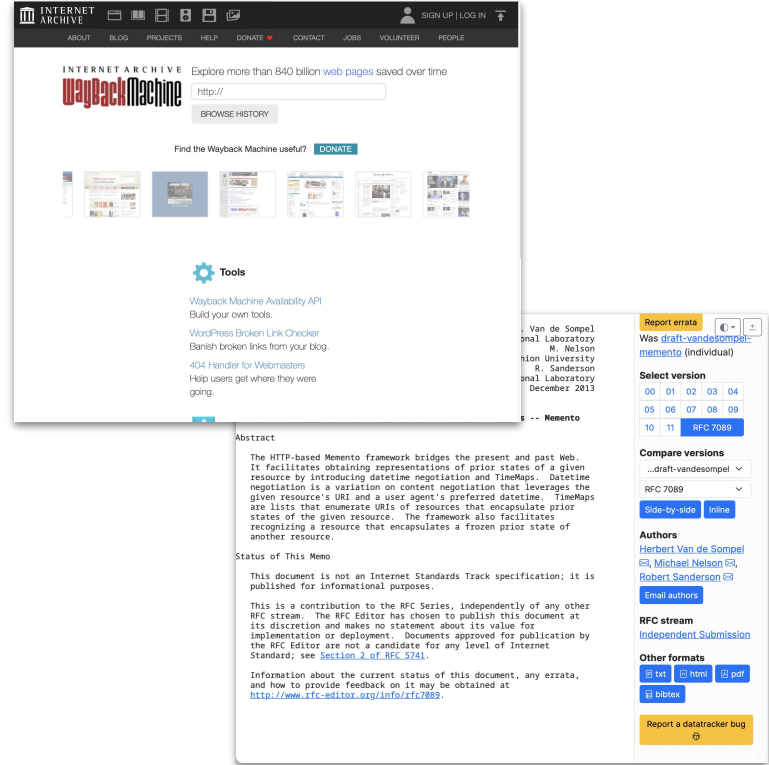 INTERNET
ARCHIVE
SIGN UP | LOG IN
ABOUT BLOG PROJECTS HELP DONATE CONTACT JOBS VOLUNTEER PEOPLE
INTERNET ARCHIVE
WayBackMachine
Explore more than 840 billion web pages saved over time
http://
BROWSE HISTORY
Find the Wayback Machine useful? DONATE
Tools
Wayback Machine Availability API
Build your own tools.
WordPress Broken Link Checker
Banish broken links from your blog.
404 Handler for Webmasters
Help users get where they were
going.
. Van de Sompel
onal Laboratory
M. Nelson
nion University
R. Sanderson
onal Laboratory
December 2013
s -- Memento
Abstract
The HTTP-based Memento framework bridges the present and past Web.
It facilitates obtaining representations of prior states of a given
resource by introducing datetime negotiation and TimeMaps. Datetime
negotiation is a variation on content negotiation that leverages the
given resource's URI and a user agent's preferred datetime. TimeMaps
are lists that enumerate URIs of resources that encapsulate prior
states of the given resource. The framework also facilitates
recognizing a resource that encapsulates a frozen prior state of
another resource.
Status of This Memo
This document is not an Internet Standards Track specification; it is
published for informational purposes.
This is a contribution to the RFC Series, independently of any other
RFC stream. The RFC Editor has chosen to publish this document at
its discretion and makes no statement about its value for
implementation or deployment. Documents approved for publication by
the RFC Editor are not a candidate for any level of Internet
Standard; see Section 2 of RFC 5741.
Information about the current status of this document, any errata,
and how to provide feedback on it may be obtained at
http://www.rfc-editor.org/info/rfc7089.
Report errata
Was draft-vandesompel-
memento (individual)
Select version
00 01 02 03 04
05 06 07 08 09
10 11 RFC 7089
Compare versions
...draft-vandesompel
RFC 7089
Side-by-side Inline
Authors
Herbert Van de Sompel
, Michael Nelson ,
Robert Sanderson
Email authors
RFC stream
Independent Submission
Other formats
txt html pdf
bibtex
Report a datatracker bug